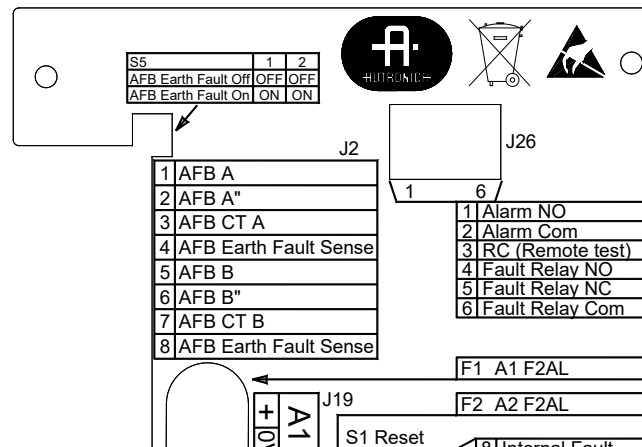 S5 1 2
AFB Earth Fault Off OFF OFF
AFB Earth Fault On ON ON
AUTRONICA
J2
1 AFB A
2 AFB A"
3 AFB CT A
4 AFB Earth Fault Sense
5 AFB B
6 AFB B"
7 AFB CT B
8 AFB Earth Fault Sense
J26
1 6
1 Alarm NO
2 Alarm Com
3 RC (Remote test)
4 Fault Relay NO
5 Fault Relay NC
6 Fault Relay Com
F1 A1 F2AL
F2 A2 F2AL
J19
A1
+
S1 Reset
8 Internal Fault